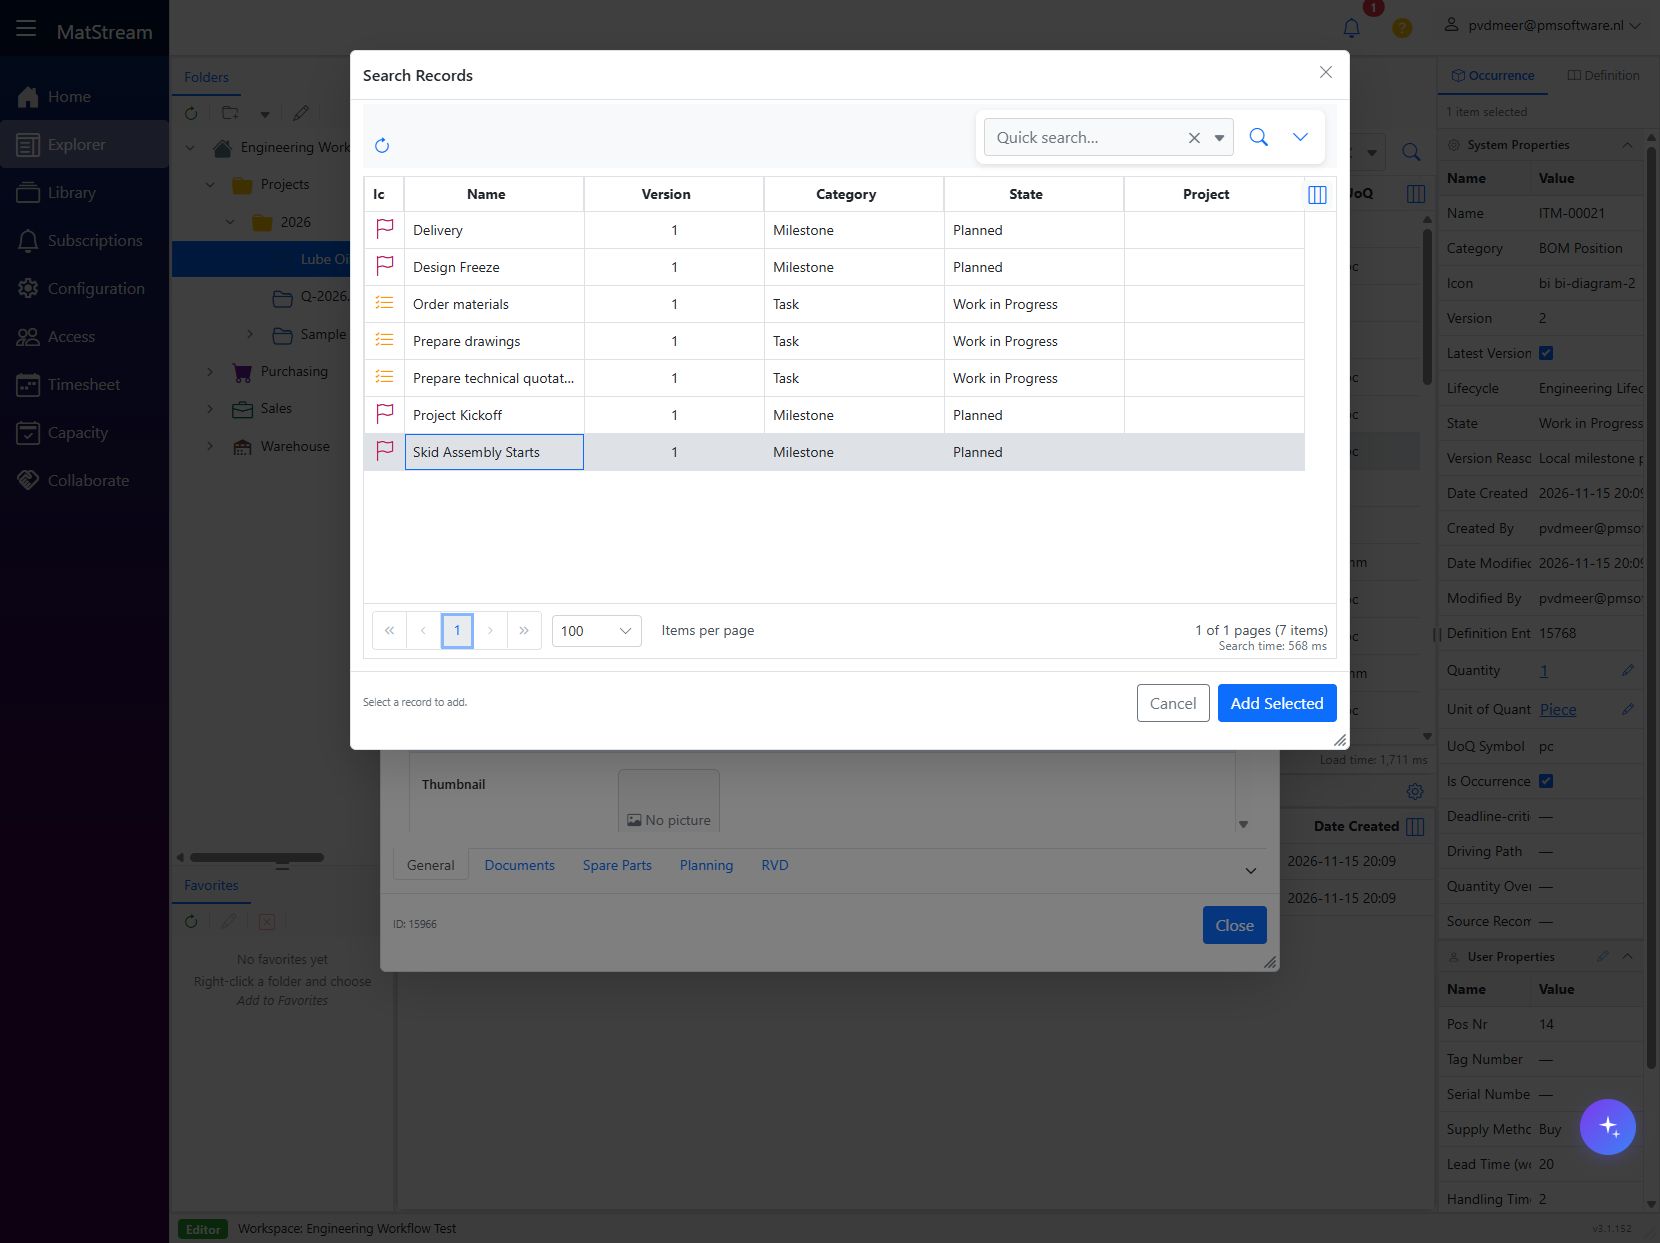 MatStream
1
?
pvdmeer@pmsoftware.nl
Home
Explorer
Library
Subscriptions
Configuration
Access
Timesheet
Capacity
Collaborate
Folders
Engineering Work
Projects
2026
Lube Oi
Q-2026.
Sample
Purchasing
Sales
Warehouse
Favorites
No favorites yet
Right-click a folder and choose
Add to Favorites
Search Records
Quick search...
Ic Name Version Category State Project
Delivery 1 Milestone Planned
Design Freeze 1 Milestone Planned
Order materials 1 Task Work in Progress
Prepare drawings 1 Task Work in Progress
Prepare technical quotat... 1 Task Work in Progress
Project Kickoff 1 Milestone Planned
Skid Assembly Starts 1 Milestone Planned
« ‹ 1 › » 100 Items per page
1 of 1 pages (7 items)
Search time: 568 ms
Select a record to add.
Cancel Add Selected
Thumbnail
No picture
General Documents Spare Parts Planning RVD
ID: 15966
Close
Load time: 1,711 ms
Date Created
2026-11-15 20:09
2026-11-15 20:09
Occurrence Definition
1 item selected
System Properties
Name Value
Name ITM-00021
Category BOM Position
Icon bi bi-diagram-2
Version 2
Latest Version
Lifecycle Engineering Lifec
State Work in Progress
Version Reaso Local milestone p
Date Created 2026-11-15 20:09
Created By pvdmeer@pmso
Date Modified 2026-11-15 20:09
Modified By pvdmeer@pmso
Definition Ent 15768
Quantity 1
Unit of Quant Piece
UoQ Symbol pc
Is Occurrence
Deadline-criti —
Driving Path —
Quantity Over —
Source Recom —
User Properties
Name Value
Pos Nr 14
Tag Number —
Serial Numbe —
Supply Metho Buy
Lead Time (wo 20
Handling Time 2
Editor Workspace: Engineering Workflow Test
v3.1.152